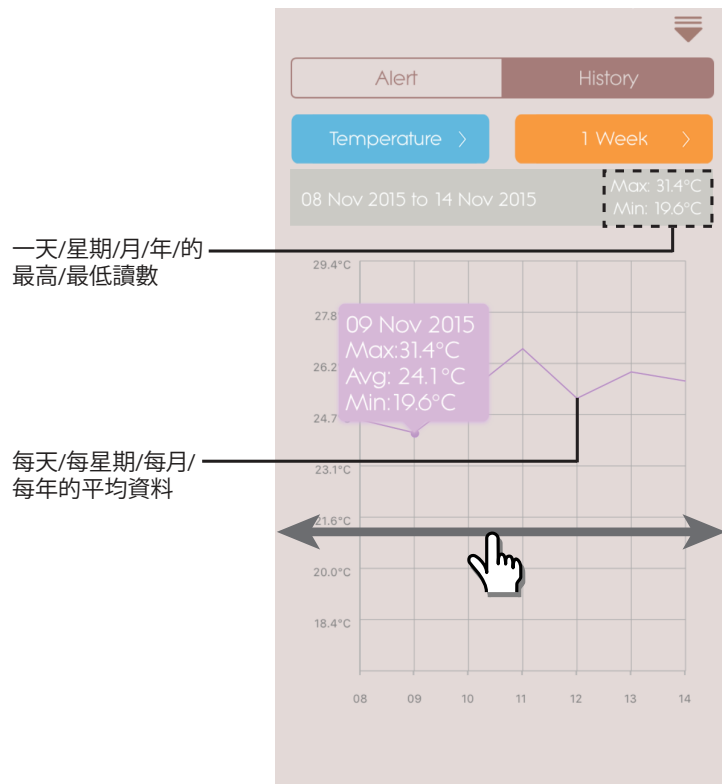 Alert
History
Temperature
1 Week
08 Nov 2015 to 14 Nov 2015
Max: 31.4°C
Min: 19.6°C
一天/星期/月/年/的
最高/最低讀數
29.4°C
27.8
09 Nov 2015
Max:31.4°C
Avg: 24.1°C
Min:19.6°C
26.2
24.7
每天/每星期/每月/
每年的平均資料
23.1°C
21.6°C
20.0°C
18.4°C
08 09 10 11 12 13 14